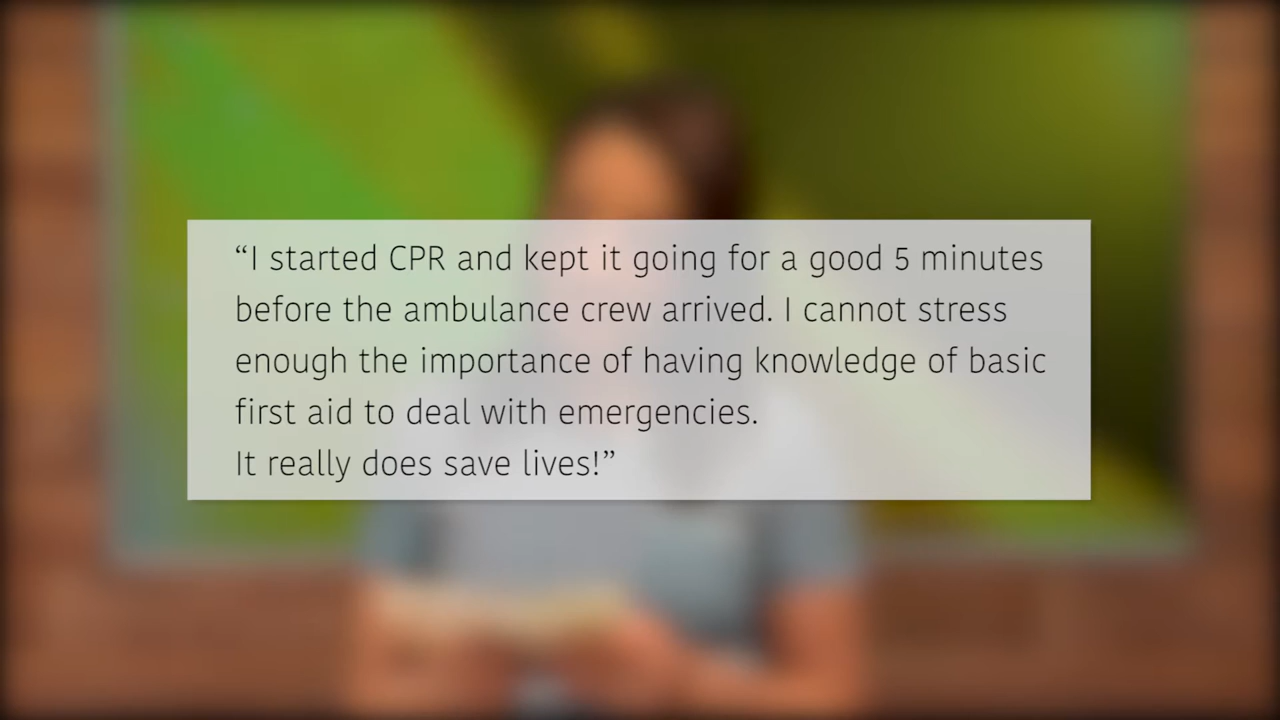 “I started CPR and kept it going for a good 5 minutes
before the ambulance crew arrived. I cannot stress
enough the importance of having knowledge of basic
first aid to deal with emergencies.
It really does save lives!”